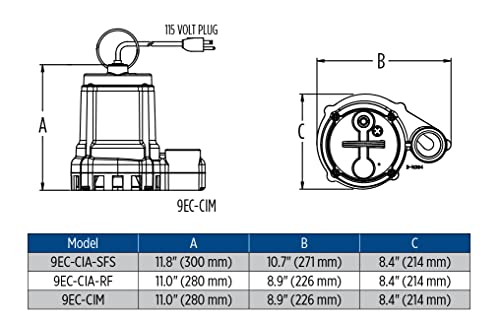 115 VOLT PLUG
A
B
C
9EC-CIM
Model A B C
9EC-CIA-SFS 11.8" (300 mm) 10.7" (271 mm) 8.4" (214 mm)
9EC-CIA-RF 11.0" (280 mm) 8.9" (226 mm) 8.4" (214 mm)
9EC-CIM 11.0" (280 mm) 8.9" (226 mm) 8.4" (214 mm)